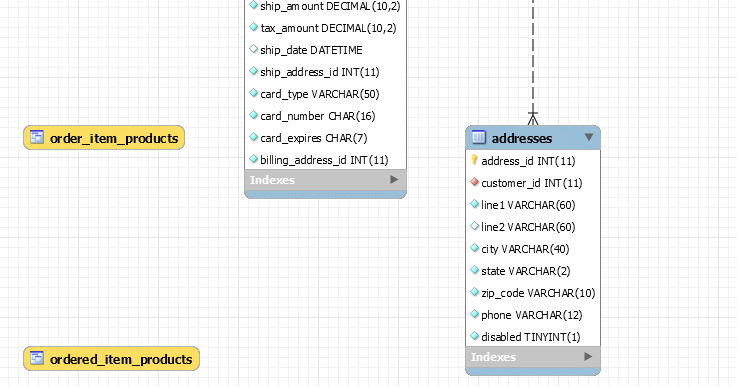 ship_amount DECIMAL(10,2)
tax_amount DECIMAL(10,2)
ship_date DATETIME
ship_address_id INT(11)
card_type VARCHAR(50)
card_number CHAR(16)
card_expires CHAR(7)
billing_address_id INT(11)
Indexes
order_item_products
ordered_item_products
addresses
address_id INT(11)
customer_id INT(11)
line1 VARCHAR(60)
line2 VARCHAR(60)
city VARCHAR(40)
state VARCHAR(2)
zip_code VARCHAR(10)
phone VARCHAR(12)
disabled TINYINT(1)
Indexes